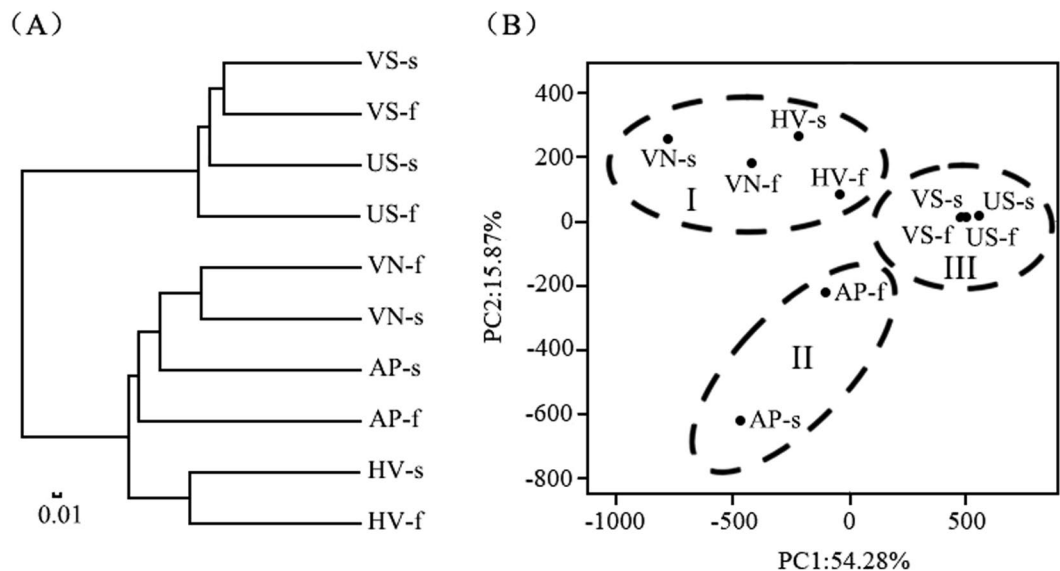 (A)
VS-s
VS-f
US-s
US-f
VN-f
VN-s
AP-s
AP-f
HV-s
HV-f
0.01
(B)
PC2:15.87%
400
200
0
-200
-400
-600
-800
HV-s
VN-s
VN-f
HV-f
I
VS-s US-s
VS-f US-f
III
AP-f
II
AP-s
-1000 -500 0 500
PC1:54.28%